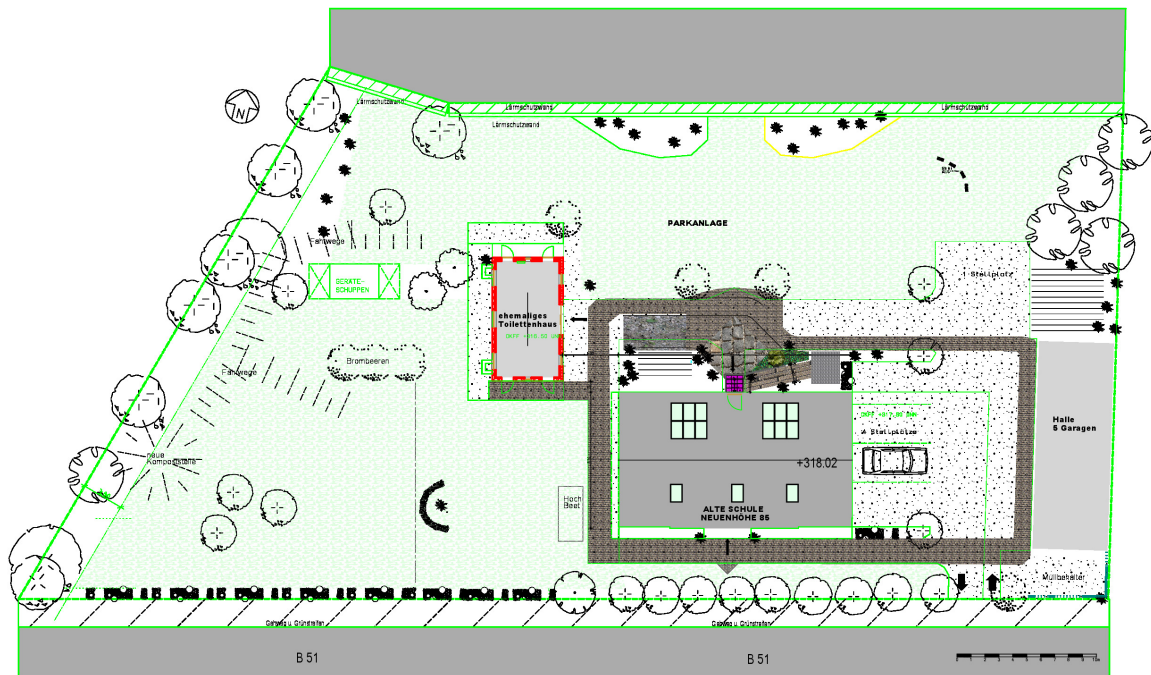 Lärmschutzwand
Lärmschutzwand
Lärmschutzwand
Lärmschutzwand
N
PARKANLAGE
Fahrwege
1 Stellplatz
GERÄTE-
SCHUPPEN
ehemaliges
Toilettenhaus
Brombeeren
Fahrwege
Halle
5 Garagen
4 Stellplätze
neue
Kompoststelle
+318.02
Hoch
Beet
ALTE SCHULE
NEUENHÖHE 85
Müllbehälter
Gehweg u. Grünstreifen
Gehweg u. Grünstreifen
B 51
B 51